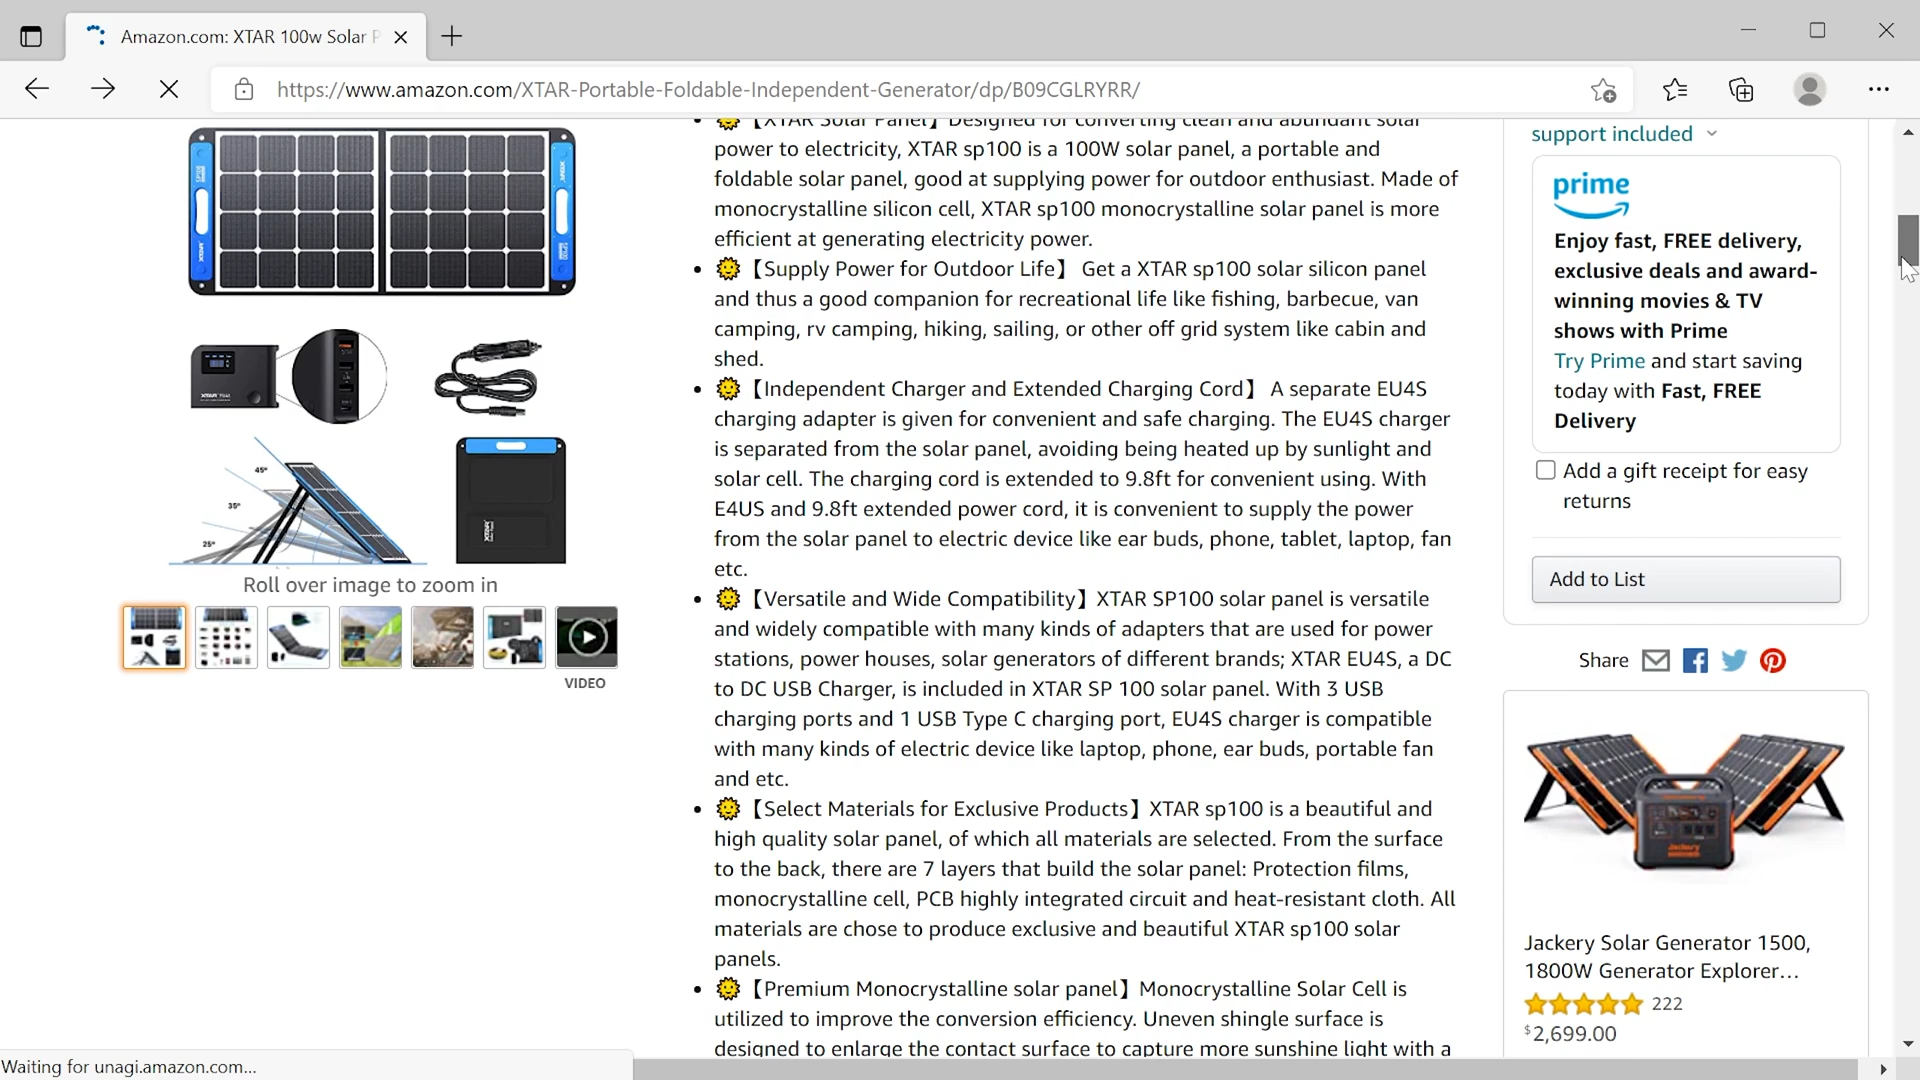 Amazon.com: XTAR 100w Solar P
https://www.amazon.com/XTAR-Portable-Foldable-Independent-Generator/dp/B09CGLRYRR/
45°
35°
25°
Roll over image to zoom in
VIDEO
【XTAR Solar Panel】Designed for converting clean and abundant solar
power to electricity, XTAR sp100 is a 100W solar panel, a portable and
foldable solar panel, good at supplying power for outdoor enthusiast. Made of
monocrystalline silicon cell, XTAR sp100 monocrystalline solar panel is more
efficient at generating electricity power.
【Supply Power for Outdoor Life】 Get a XTAR sp100 solar silicon panel
and thus a good companion for recreational life like fishing, barbecue, van
camping, rv camping, hiking, sailing, or other off grid system like cabin and
shed.
【Independent Charger and Extended Charging Cord】 A separate EU4S
charging adapter is given for convenient and safe charging. The EU4S charger
is separated from the solar panel, avoiding being heated up by sunlight and
solar cell. The charging cord is extended to 9.8ft for convenient using. With
E4US and 9.8ft extended power cord, it is convenient to supply the power
from the solar panel to electric device like ear buds, phone, tablet, laptop, fan
etc.
【Versatile and Wide Compatibility】XTAR SP100 solar panel is versatile
and widely compatible with many kinds of adapters that are used for power
stations, power houses, solar generators of different brands; XTAR EU4S, a DC
to DC USB Charger, is included in XTAR SP 100 solar panel. With 3 USB
charging ports and 1 USB Type C charging port, EU4S charger is compatible
with many kinds of electric device like laptop, phone, ear buds, portable fan
and etc.
【Select Materials for Exclusive Products】XTAR sp100 is a beautiful and
high quality solar panel, of which all materials are selected. From the surface
to the back, there are 7 layers that build the solar panel: Protection films,
monocrystalline cell, PCB highly integrated circuit and heat-resistant cloth. All
materials are chose to produce exclusive and beautiful XTAR sp100 solar
panels.
【Premium Monocrystalline solar panel】Monocrystalline Solar Cell is
utilized to improve the conversion efficiency. Uneven shingle surface is
designed to enlarge the contact surface to capture more sunshine light with a
support included
prime
Enjoy fast, FREE delivery,
exclusive deals and award-
winning movies & TV
shows with Prime
Try Prime and start saving
today with Fast, FREE
Delivery
Add a gift receipt for easy
returns
Add to List
Share
Jackery
Jackery Solar Generator 1500,
1800W Generator Explorer...
222
$2,699.00
Waiting for unagi.amazon.com...